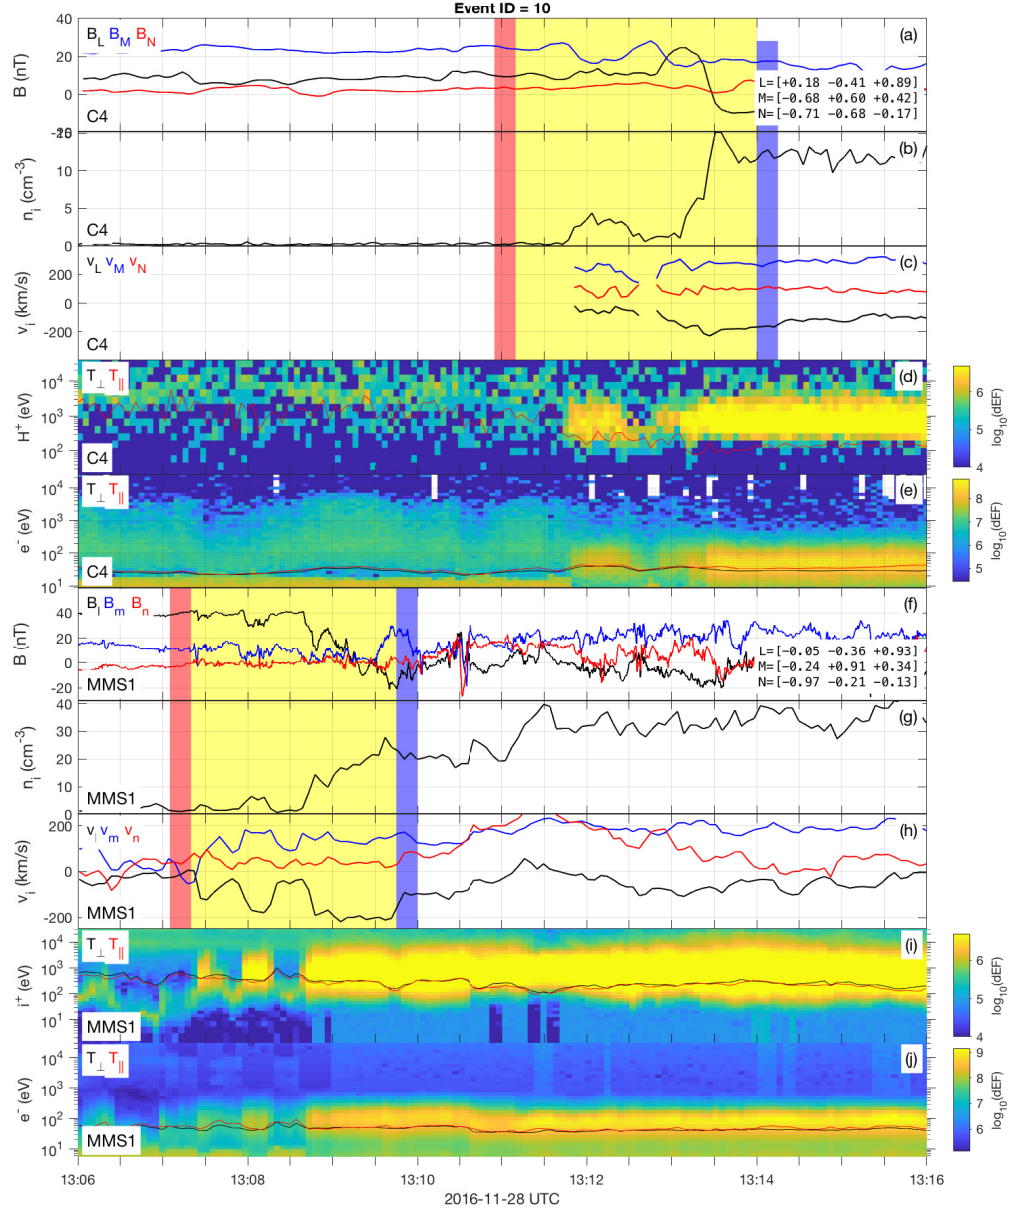 Event ID = 10
B_L B_M B_N
(a)
40
20
0
-20
B (nT)
L=[+0.18 -0.41 +0.89]
M=[-0.68 +0.60 +0.42]
N=[-0.71 -0.68 -0.17]
C4
(b)
15
10
5
0
n_i (cm^-3)
C4
v_L v_M v_N
(c)
200
0
-200
v_i (km/s)
C4
T_⊥ T_∥
(d)
10^4
10^3
10^2
H^+ (eV)
C4
6
5
4
log_10(dEF)
T_⊥ T_∥
(e)
10^4
10^3
10^2
10^1
e^- (eV)
C4
8
7
6
5
log_10(dEF)
B_l B_m B_n
(f)
40
20
0
-20
B (nT)
L=[-0.05 -0.36 +0.93]
M=[-0.24 +0.91 +0.34]
N=[-0.97 -0.21 -0.13]
MMS1
(g)
40
30
20
10
0
n_i (cm^-3)
MMS1
v_l v_m v_n
(h)
200
0
-200
v_i (km/s)
MMS1
T_⊥ T_∥
(i)
10^4
10^3
10^2
10^1
i^+ (eV)
MMS1
6
5
4
log_10(dEF)
T_⊥ T_∥
(j)
10^4
10^3
10^2
10^1
e^- (eV)
MMS1
9
8
7
6
log_10(dEF)
13:06 13:08 13:10 13:12 13:14 13:16
2016-11-28 UTC